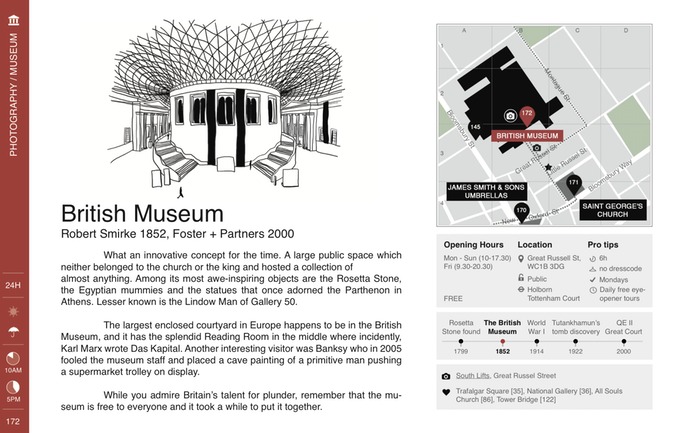 PHOTOGRAPHY / MUSEUM
24H
10AM
5PM
172
British Museum
Robert Smirke 1852, Foster + Partners 2000
What an innovative concept for the time. A large public space which
neither belonged to the church or the king and hosted a collection of
almost anything. Among its most awe-inspiring objects are the Rosetta Stone,
the Egyptian mummies and the statues that once adorned the Parthenon in
Athens. Lesser known is the Lindow Man of Gallery 50.
The largest enclosed courtyard in Europe happens to be in the British
Museum, and it has the splendid Reading Room in the middle where incidently,
Karl Marx wrote Das Kapital. Another interesting visitor was Banksy who in 2005
fooled the museum staff and placed a cave painting of a primitive man pushing
a supermarket trolley on display.
While you admire Britain's talent for plunder, remember that the mu-
seum is free to everyone and it took a while to put it together.
A B C D
1
2
3
4
Montague St.
Bloomsbury St
145
172
BRITISH MUSEUM
Great Russell St.
Little Russell St.
Bloomsbury Way
171
JAMES SMITH & SONS
UMBRELLAS
170
New Oxford St.
SAINT GEORGE'S
CHURCH
Opening Hours
Mon - Sun (10-17.30)
Fri (9.30-20.30)
FREE
Location
Great Russell St.
WC1B 3DG
Public
Holborn
Tottenham Court
Pro tips
6h
no dresscode
Mondays
Daily free eye-
opener tours
Rosetta
Stone found
1799
The British
Museum
1852
World
War I
1914
Tutankhamun's
tomb discovery
1922
QE II
Great Court
2000
South Lifts, Great Russel Street
Trafalgar Square [35], National Gallery [36], All Souls
Church [86], Tower Bridge [122]